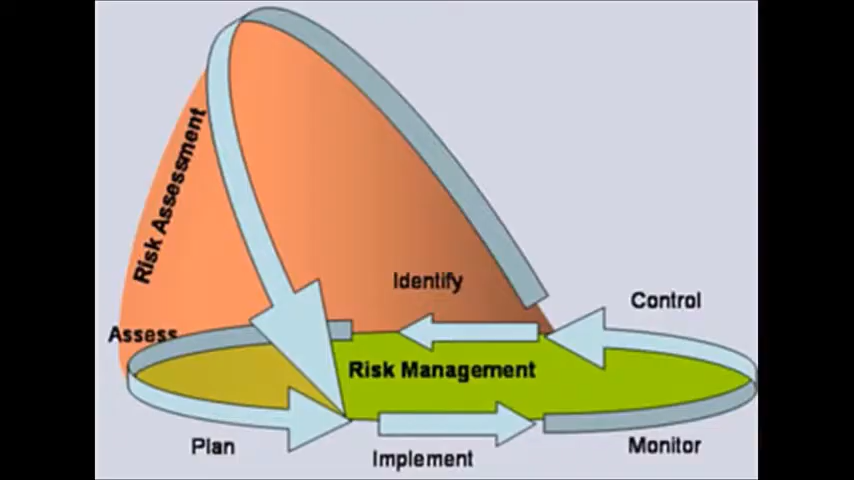 Risk Assessment
Identify
Control
Assess
Risk Management
Plan
Implement
Monitor